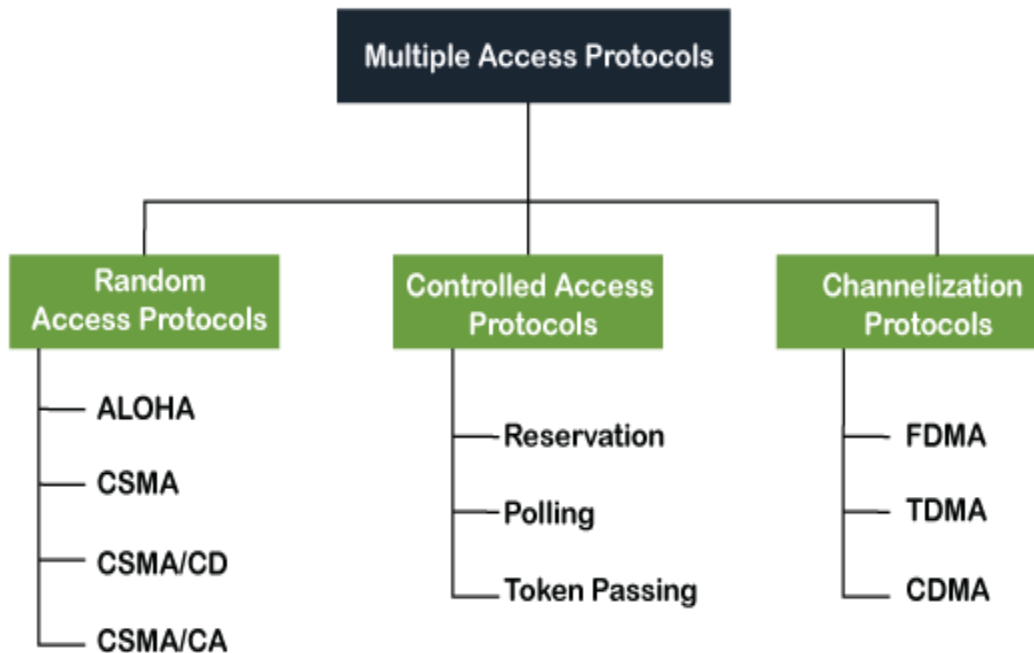 Multiple Access Protocols
Random
Access Protocols
ALOHA
CSMA
CSMA/CD
CSMA/CA
Controlled Access
Protocols
Reservation
Polling
Token Passing
Channelization
Protocols
FDMA
TDMA
CDMA